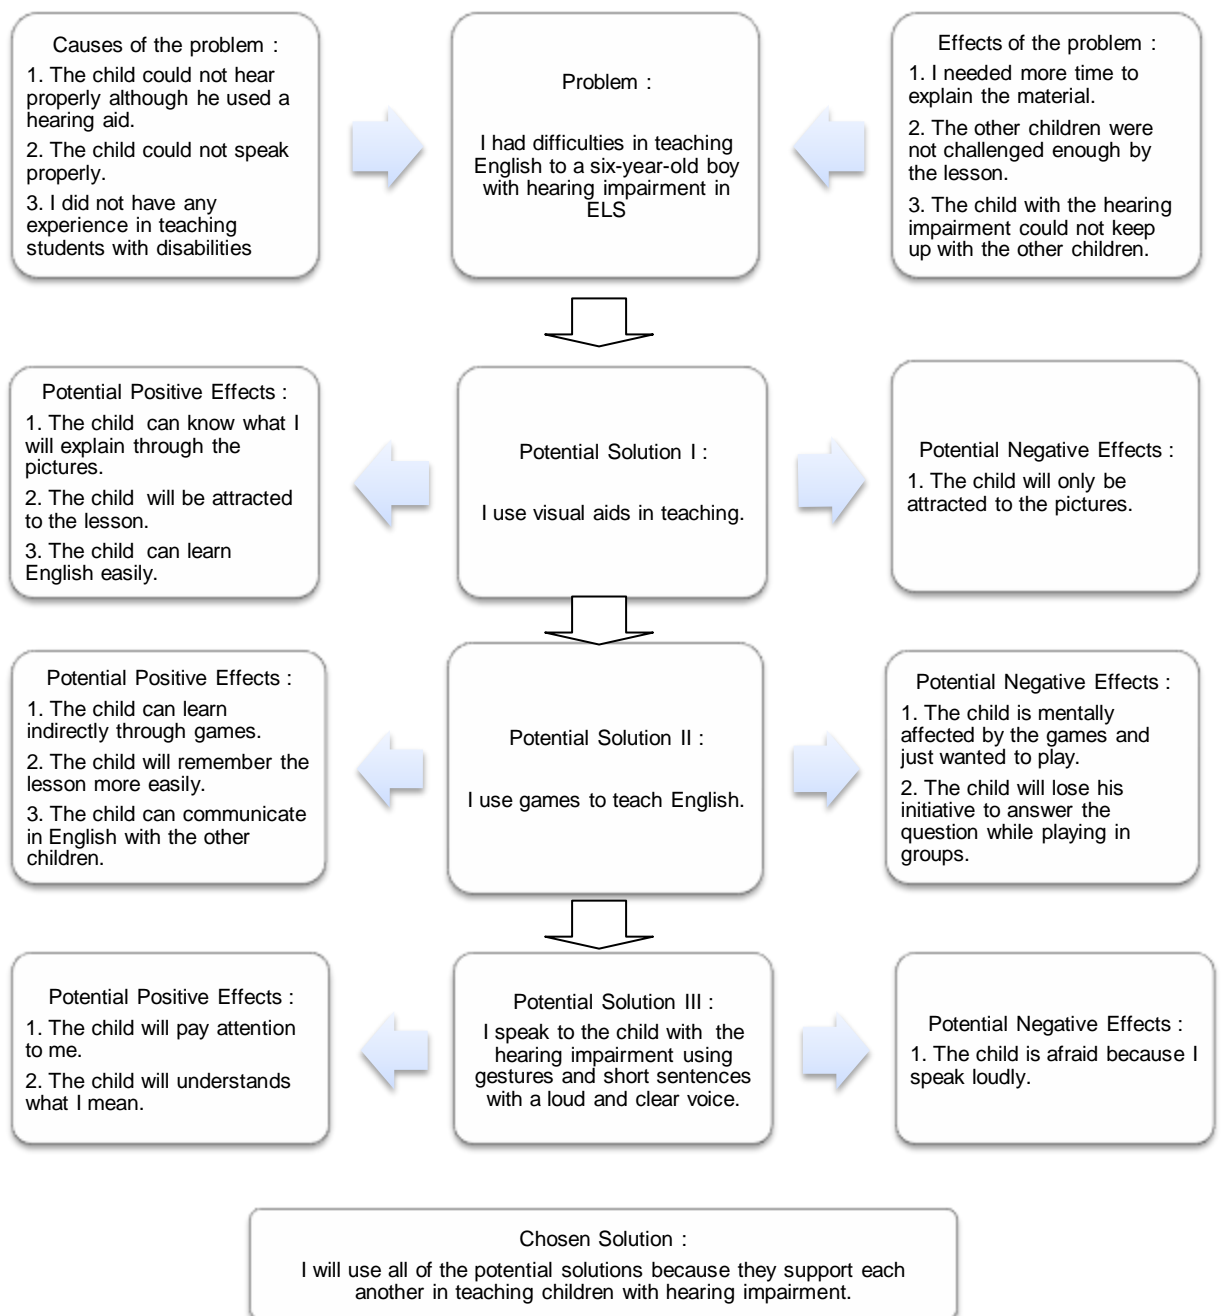 Causes of the problem :
1. The child could not hear
properly although he used a
hearing aid.
2. The child could not speak
properly.
3. I did not have any
experience in teaching
students with disabilities
Problem :
I had difficulties in teaching
English to a six-year-old boy
with hearing impairment in
ELS
Effects of the problem :
1. I needed more time to
explain the material.
2. The other children were
not challenged enough by
the lesson.
3. The child with the hearing
impairment could not keep
up with the other children.
Potential Positive Effects :
1. The child can know what I
will explain through the
pictures.
2. The child will be attracted
to the lesson.
3. The child can learn
English easily.
Potential Solution I :
I use visual aids in teaching.
Potential Negative Effects :
1. The child will only be
attracted to the pictures.
Potential Positive Effects :
1. The child can learn
indirectly through games.
2. The child will remember the
lesson more easily.
3. The child can communicate
in English with the other
children.
Potential Solution II :
I use games to teach English.
Potential Negative Effects :
1. The child is mentally
affected by the games and
just wanted to play.
2. The child will lose his
initiative to answer the
question while playing in
groups.
Potential Positive Effects :
1. The child will pay attention
to me.
2. The child will understands
what I mean.
Potential Solution III :
I speak to the child with the
hearing impairment using
gestures and short sentences
with a loud and clear voice.
Potential Negative Effects :
1. The child is afraid because I
speak loudly.
Chosen Solution :
I will use all of the potential solutions because they support each
another in teaching children with hearing impairment.